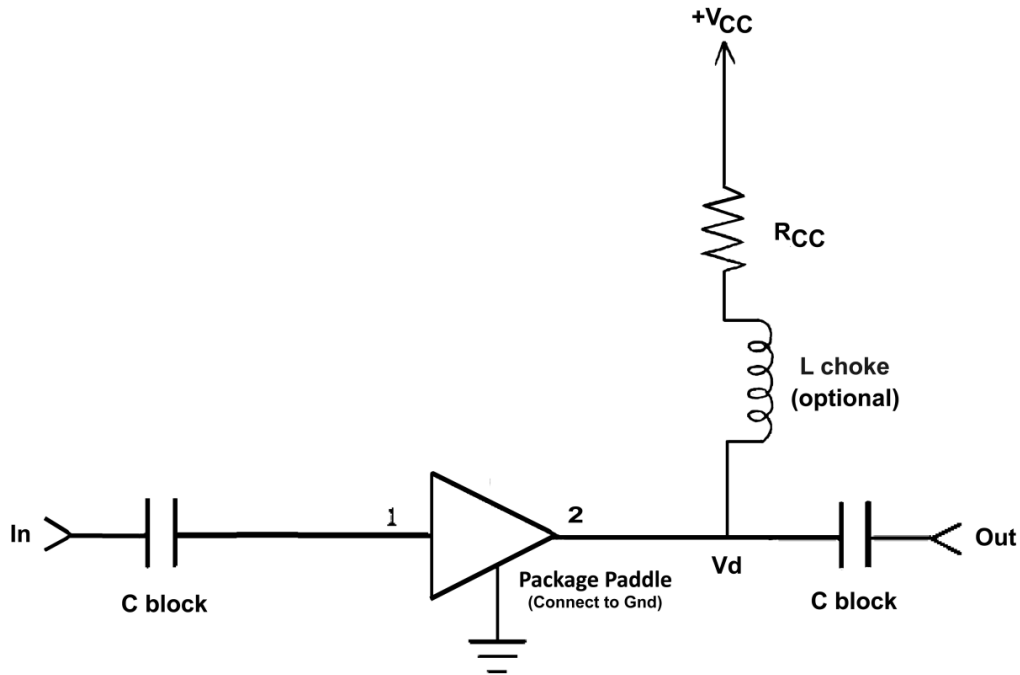 +VCC
RCC
L choke
(optional)
In
1
2
Out
Vd
Package Paddle
(Connect to Gnd)
C block
C block